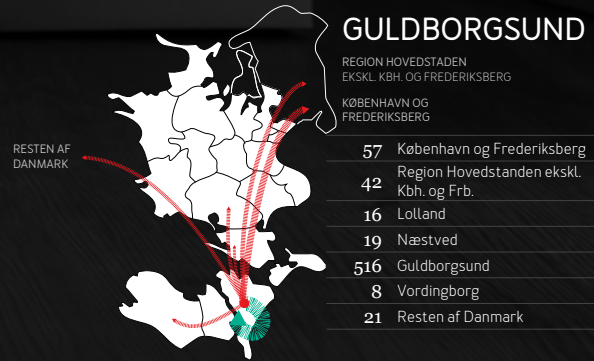 GULDBORGSUND
REGION HOVEDSTADEN
EKSKL. KBH. OG FREDERIKSBERG
KØBENHAVN OG
FREDERIKSBERG
RESTEN AF
DANMARK
57 København og Frederiksberg
42 Region Hovedstanden ekskl.
Kbh. og Frb.
16 Lolland
19 Næstved
516 Guldborgsund
8 Vordingborg
21 Resten af Danmark